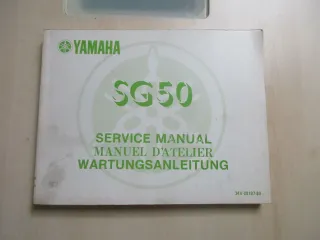 YAMAHA
SG50
SERVICE MANUAL
MANUEL D'ATELIER
WARTUNGSANLEITUNG